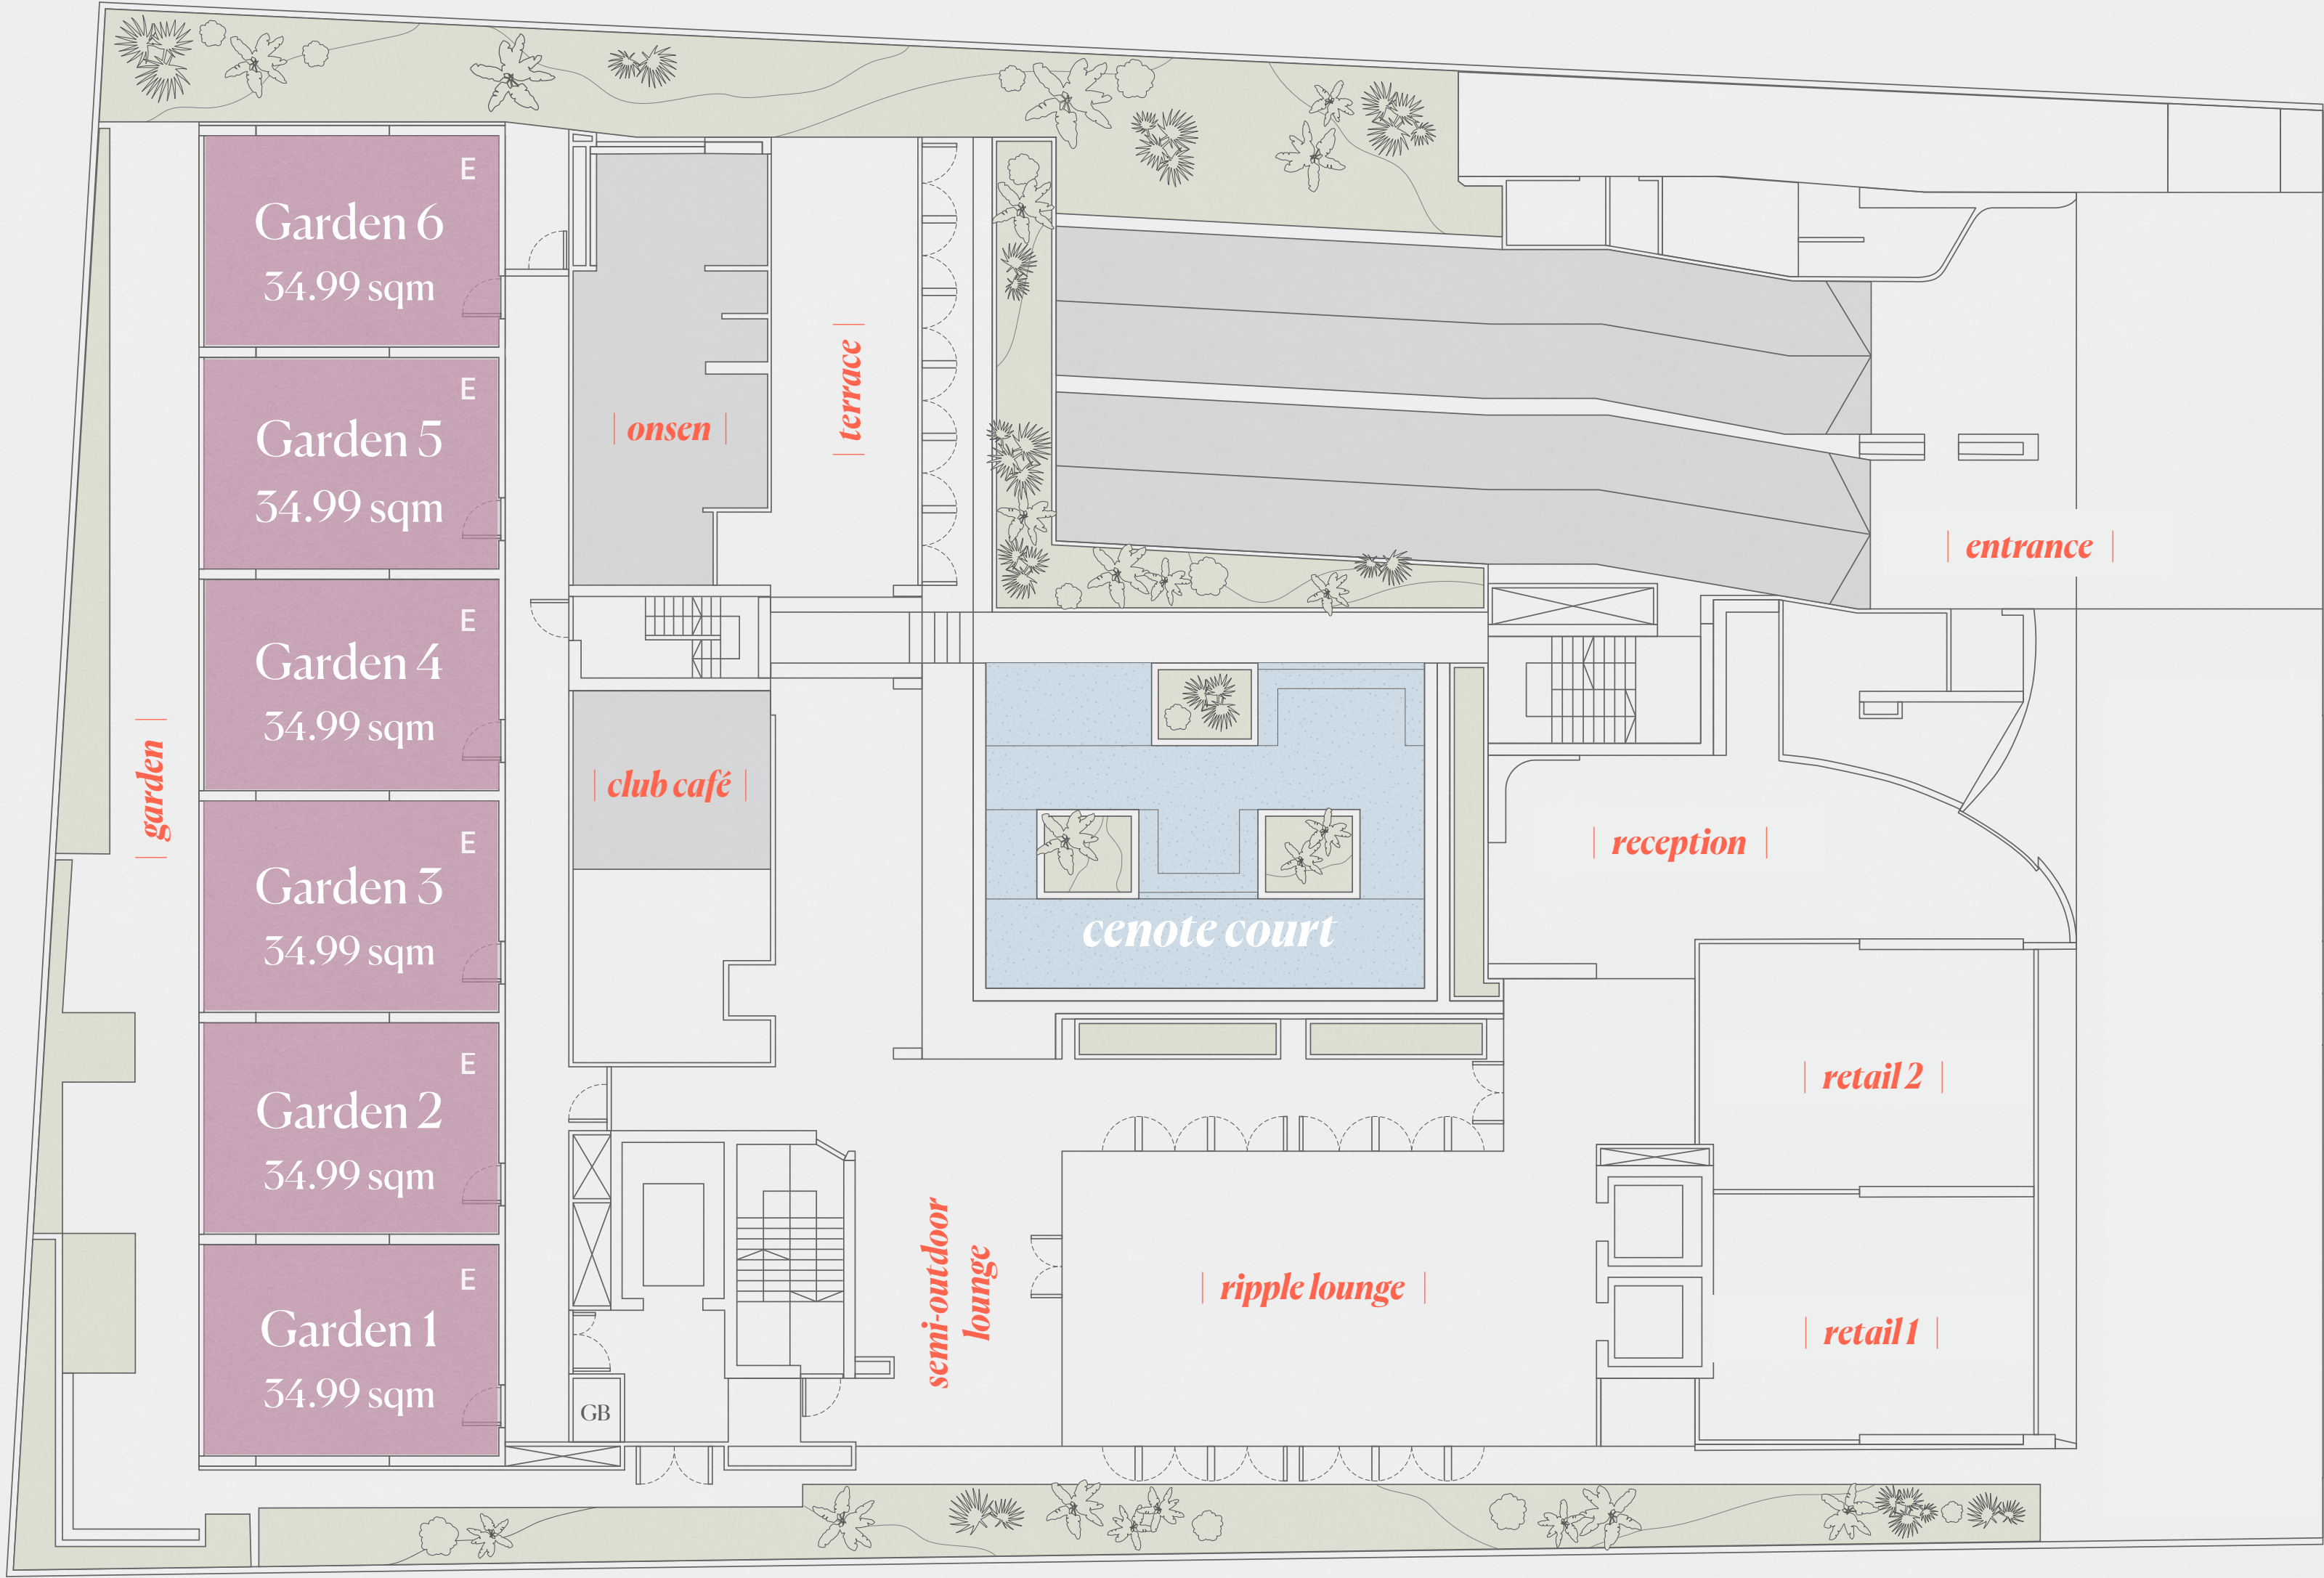 E
Garden 6
34.99 sqm
E
Garden 5
34.99 sqm
E
Garden 4
34.99 sqm
E
Garden 3
34.99 sqm
E
Garden 2
34.99 sqm
E
Garden 1
34.99 sqm
garden
onsen
terrace
club café
GB
semi-outdoor
lounge
cenote court
ripple lounge
entrance
reception
retail 2
retail 1